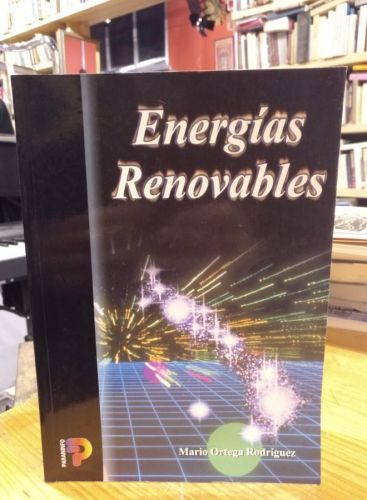 Energías
Renovables
Mario Ortega Rodríguez
PARANINFO